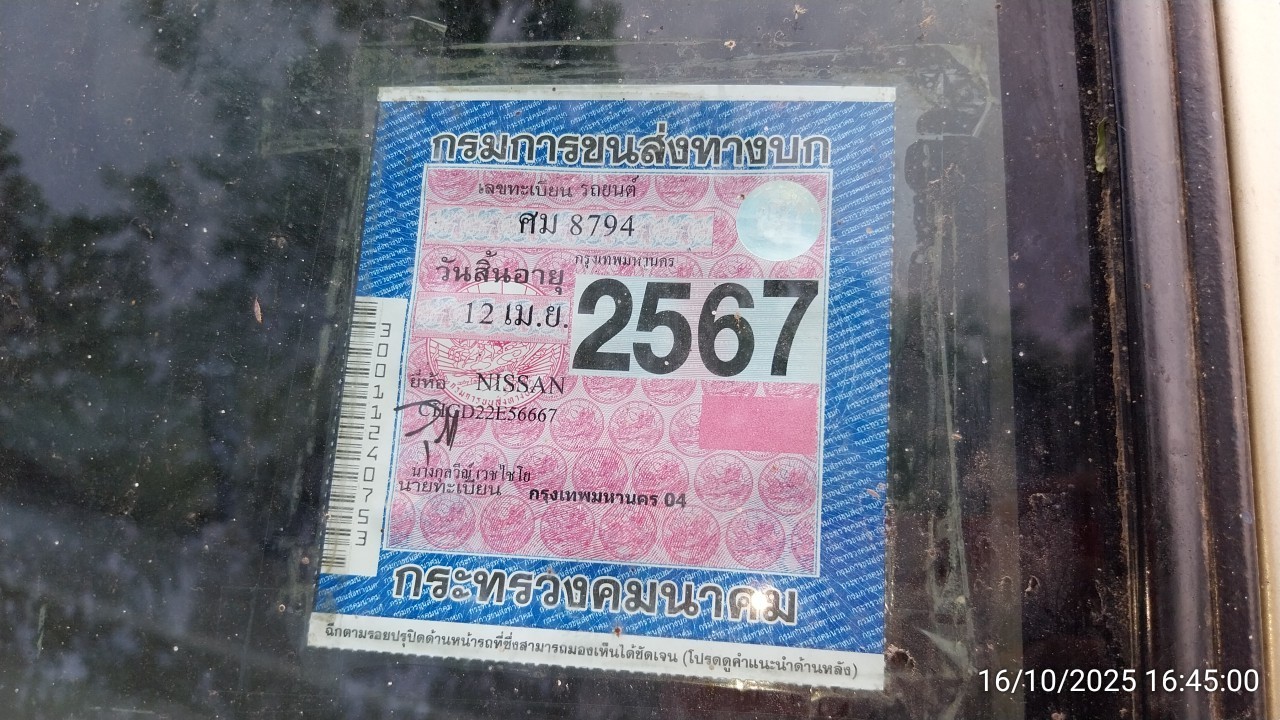 กรมการขนส่งทางบก
เลขทะเบียน รถยนต์
ศม 8794
กรุงเทพมหานคร
วันสิ้นอายุ
12 เม.ย.
2567
ยี่ห้อ NISSAN
D22E56667
นายทะเบียน กรุงเทพมหานคร 04
300112407 53
กระทรวงคมนาคม
ฉีกตามรอยปรุปิดด้านหน้ารถที่ซึ่งสามารถมองเห็นได้ชัดเจน (โปรดดูคำแนะนำด้านหลัง)
16/10/2025 16:45:00